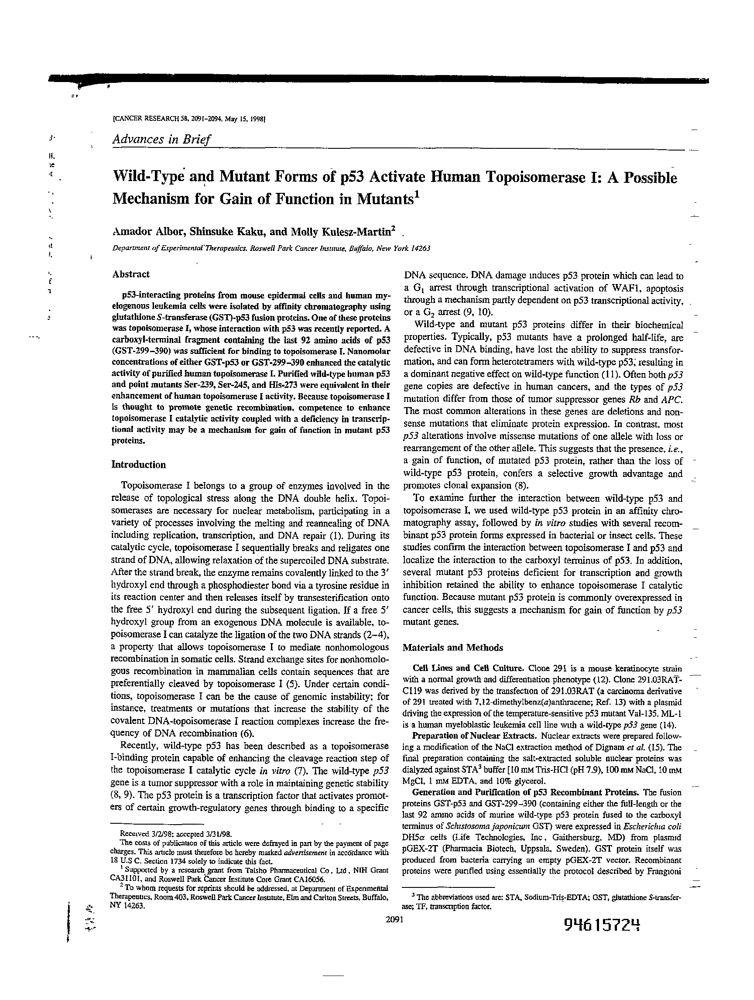 [CANCER RESEARCH 58, 2091-2094, May 15, 1998]
Advances in Brief
Wild-Type and Mutant Forms of p53 Activate Human Topoisomerase I: A Possible
Mechanism for Gain of Function in Mutants¹
Amador Albor, Shinsuke Kaku, and Molly Kulesz-Martin²
Department of Experimental Therapeutics, Roswell Park Cancer Institute, Buffalo, New York 14263
Abstract
p53-interacting proteins from mouse epidermal cells and human my-
elogenous leukemia cells were isolated by affinity chromatography using
glutathione S-transferase (GST)-p53 fusion proteins. One of these proteins
was topoisomerase I, whose interaction with p53 was recently reported. A
carboxyl-terminal fragment containing the last 92 amino acids of p53
(GST-299-390) was sufficient for binding to topoisomerase I. Nanomolar
concentrations of either GST-p53 or GST-299-390 enhanced the catalytic
activity of purified human topoisomerase I. Purified wild-type human p53
and point mutants Ser-239, Ser-245, and His-273 were equivalent in their
enhancement of human topoisomerase I activity. Because topoisomerase I
is thought to promote genetic recombination, competence to enhance
topoisomerase I catalytic activity coupled with a deficiency in transcrip-
tional activity may be a mechanism for gain of function in mutant p53
proteins.
Introduction
Topoisomerase I belongs to a group of enzymes involved in the
release of topological stress along the DNA double helix. Topoi-
somerases are necessary for nuclear metabolism, participating in a
variety of processes involving the melting and reannealing of DNA
including replication, transcription, and DNA repair (1). During its
catalytic cycle, topoisomerase I sequentially breaks and religates one
strand of DNA, allowing relaxation of the supercoiled DNA substrate.
After the strand break, the enzyme remains covalently linked to the 3′
hydroxyl end through a phosphodiester bond via a tyrosine residue in
its reaction center and then releases itself by transesterification onto
the free 5′ hydroxyl end during the subsequent ligation. If a free 5′
hydroxyl group from an exogenous DNA molecule is available, to-
poisomerase I can catalyze the ligation of the two DNA strands (2–4),
a property that allows topoisomerase I to mediate nonhomologous
recombination in somatic cells. Strand exchange sites for nonhomolo-
gous recombination in mammalian cells contain sequences that are
preferentially cleaved by topoisomerase I (5). Under certain condi-
tions, topoisomerase I can be the cause of genomic instability; for
instance, treatments or mutations that increase the stability of the
covalent DNA-topoisomerase I reaction complexes increase the fre-
quency of DNA recombination (6).
Recently, wild-type p53 has been described as a topoisomerase
I-binding protein capable of enhancing the cleavage reaction step of
the topoisomerase I catalytic cycle in vitro (7). The wild-type p53
gene is a tumor suppressor with a role in maintaining genetic stability
(8, 9). The p53 protein is a transcription factor that activates promot-
ers of certain growth-regulatory genes through binding to a specific
Received 3/2/98; accepted 3/31/98.
The costs of publication of this article were defrayed in part by the payment of page
charges. This article must therefore be hereby marked advertisement in accordance with
18 U.S.C. Section 1734 solely to indicate this fact.
¹ Supported by a research grant from Taisho Pharmaceutical Co., Ltd., NIH Grant
CA31101, and Roswell Park Cancer Institute Core Grant CA16056.
² To whom requests for reprints should be addressed, at Department of Experimental
Therapeutics, Room 403, Roswell Park Cancer Institute, Elm and Carlton Streets, Buffalo,
NY 14263.
DNA sequence. DNA damage induces p53 protein which can lead to
a G₁ arrest through transcriptional activation of WAF1, apoptosis
through a mechanism partly dependent on p53 transcriptional activity,
or a G₂ arrest (9, 10).
Wild-type and mutant p53 proteins differ in their biochemical
properties. Typically, p53 mutants have a prolonged half-life, are
defective in DNA binding, have lost the ability to suppress transfor-
mation, and can form heterotetramers with wild-type p53, resulting in
a dominant negative effect on wild-type function (11). Often both p53
gene copies are defective in human cancers, and the types of p53
mutation differ from those of tumor suppressor genes Rb and APC.
The most common alterations in these genes are deletions and non-
sense mutations that eliminate protein expression. In contrast, most
p53 alterations involve missense mutations of one allele with loss or
rearrangement of the other allele. This suggests that the presence, i.e.,
a gain of function, of mutated p53 protein, rather than the loss of
wild-type p53 protein, confers a selective growth advantage and
promotes clonal expansion (8).
To examine further the interaction between wild-type p53 and
topoisomerase I, we used wild-type p53 protein in an affinity chro-
matography assay, followed by in vitro studies with several recom-
binant p53 protein forms expressed in bacterial or insect cells. These
studies confirm the interaction between topoisomerase I and p53 and
localize the interaction to the carboxyl terminus of p53. In addition,
several mutant p53 proteins deficient for transcription and growth
inhibition retained the ability to enhance topoisomerase I catalytic
function. Because mutant p53 protein is commonly overexpressed in
cancer cells, this suggests a mechanism for gain of function by p53
mutant genes.
Materials and Methods
Cell Lines and Cell Culture. Clone 291 is a mouse keratinocyte strain
with a normal growth and differentiation phenotype (12). Clone 291.03RAT-
C119 was derived by the transfection of 291.03RAT (a carcinoma derivative
of 291 treated with 7,12-dimethylbenz(a)anthracene; Ref. 13) with a plasmid
driving the expression of the temperature-sensitive p53 mutant Val-135. ML-1
is a human myeloblastic leukemia cell line with a wild-type p53 gene (14).
Preparation of Nuclear Extracts. Nuclear extracts were prepared follow-
ing a modification of the NaCl extraction method of Dignam et al. (15). The
final preparation containing the salt-extracted soluble nuclear proteins was
dialyzed against STA³ buffer [10 mM Tris-HCl (pH 7.9), 100 mM NaCl, 10 mM
MgCl, 1 mM EDTA, and 10% glycerol.
Generation and Purification of p53 Recombinant Proteins. The fusion
proteins GST-p53 and GST-299-390 (containing either the full-length or the
last 92 amino acids of murine wild-type p53 protein fused to the carboxyl
terminus of Schistosoma japonicum GST) were expressed in Escherichia coli
DH5α cells (Life Technologies, Inc., Gaithersburg, MD) from plasmid
pGEX-2T (Pharmacia Biotech, Uppsala, Sweden). GST protein itself was
produced from bacteria carrying an empty pGEX-2T vector. Recombinant
proteins were purified using essentially the protocol described by Frangioni
³ The abbreviations used are: STA, Sodium-Tris-EDTA; GST, glutathione S-transfer-
ase; TF, transcription factor.
2091
94615724